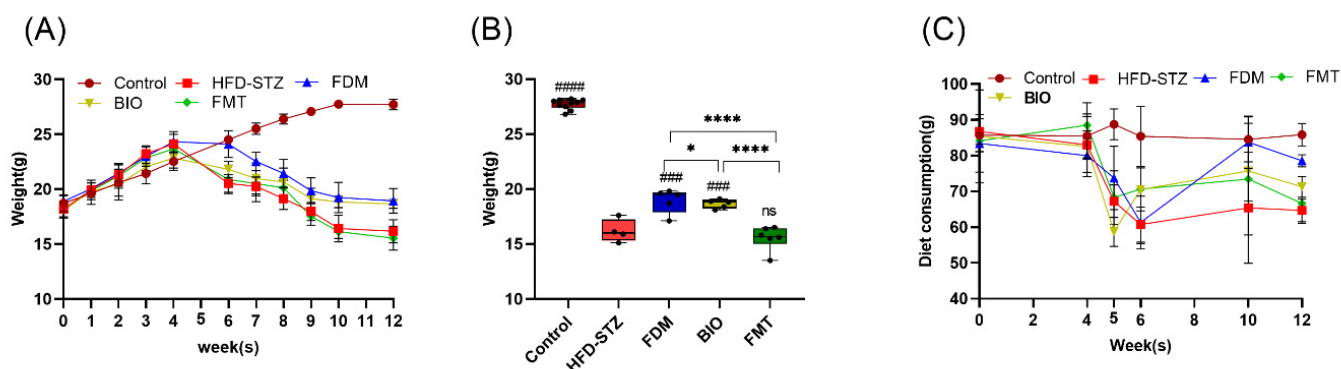 (A)
Control HFD-STZ FDM
BIO FMT
Weight(g)
30
25
20
15
10
0 1 2 3 4 5 6 7 8 9 10 12
week(s)
(B)
Weight(g)
30
25
20
15
10
####
****
* ****
### ###
ns
Control HFD-STZ FDM BIO FMT
(C)
Control HFD-STZ FDM FMT
BIO
Diet consumption(g)
100
90
80
70
60
50
40
0 2 4 5 6 8 10 12
Week(s)